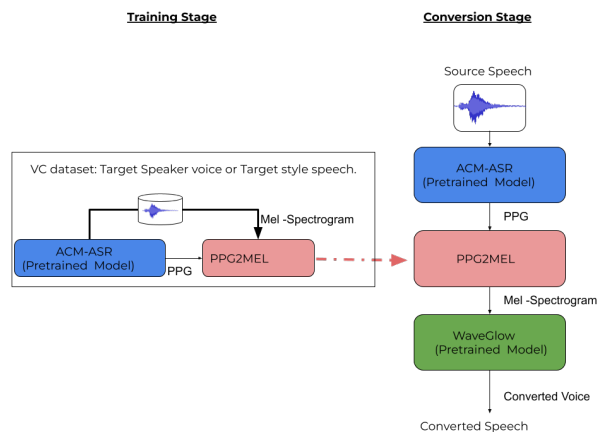 Training Stage
Conversion Stage
Source Speech
VC dataset: Target Speaker voice or Target style speech.
Mel -Spectrogram
ACM-ASR
(Pretrained Model)
PPG
PPG2MEL
ACM-ASR
(Pretrained Model)
PPG
PPG2MEL
Mel -Spectrogram
WaveGlow
(Pretrained Model)
Converted Voice
Converted Speech